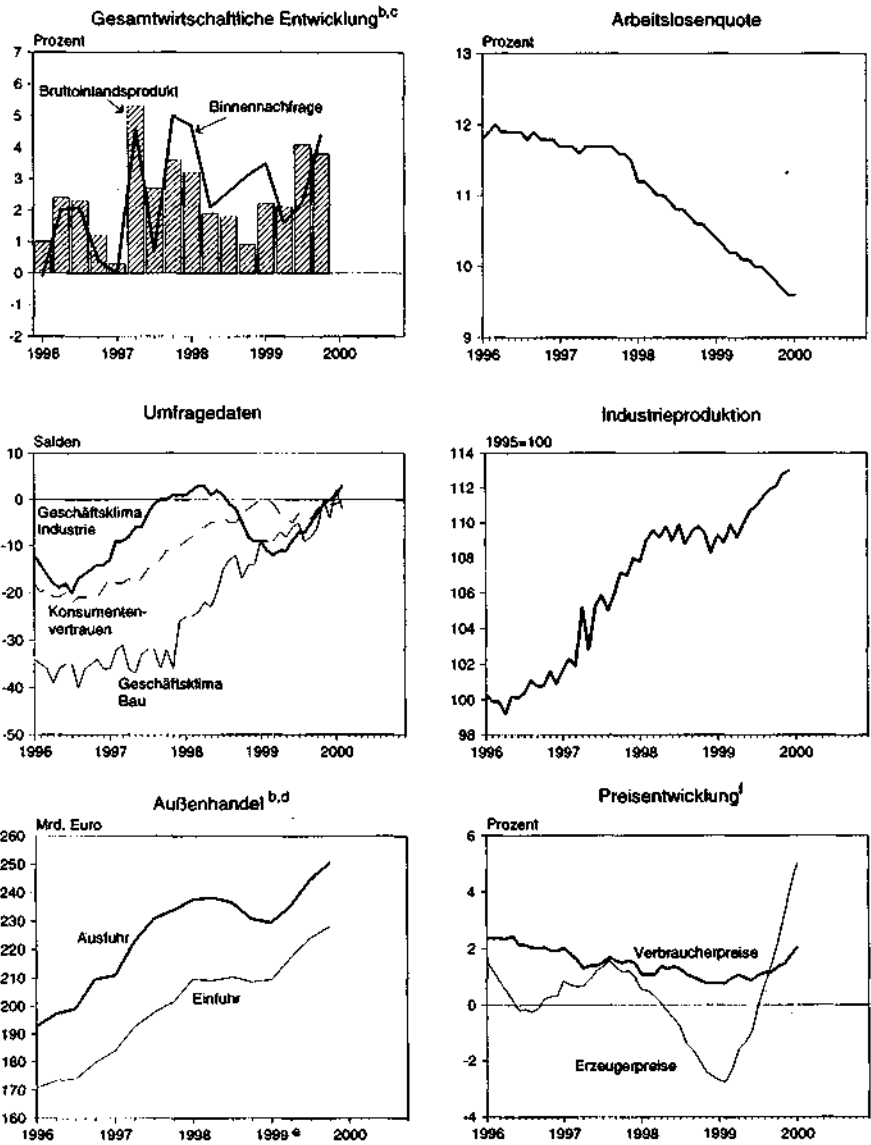 Gesamtwirtschaftliche Entwicklung b,c
Prozent
7
6
5
4
3
2
1
0
-1
-2
Bruttoinlandsprodukt
Binnennachfrage
1996 1997 1998 1999 2000
Arbeitslosenquote
Prozent
13
12
11
10
9
1996 1997 1998 1999 2000
Umfragedaten
Salden
10
0
-10
-20
-30
-40
-50
Geschäftsklima
Industrie
Konsumenten-
vertrauen
Geschäftsklima
Bau
1996 1997 1998 1999 2000
Industrieproduktion
1995=100
114
112
110
108
106
104
102
100
98
1996 1997 1998 1999 2000
Außenhandel b,d
Mrd. Euro
260
250
240
230
220
210
200
190
180
170
160
Ausfuhr
Einfuhr
1996 1997 1998 1999 e 2000
Preisentwicklung f
Prozent
6
4
2
0
-2
-4
Verbraucherpreise
Erzeugerpreise
1996 1997 1998 1999 2000